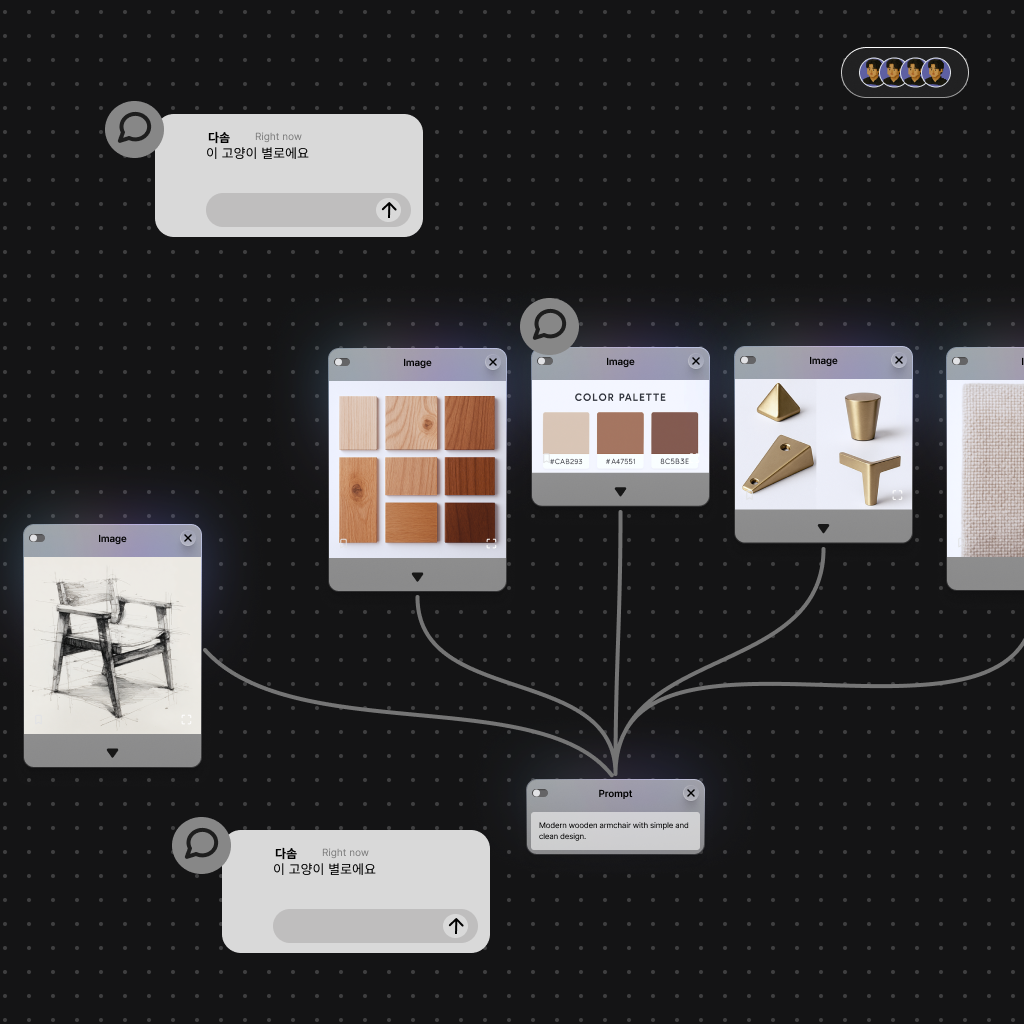 다솜 Right now
이 고양이 별로에요
Image
Image
Image
I
COLOR PALETTE
#CAB293 #A47551 8C5B3E
Image
Prompt
Modern wooden armchair with simple and
clean design.
다솜 Right now
이 고양이 별로에요